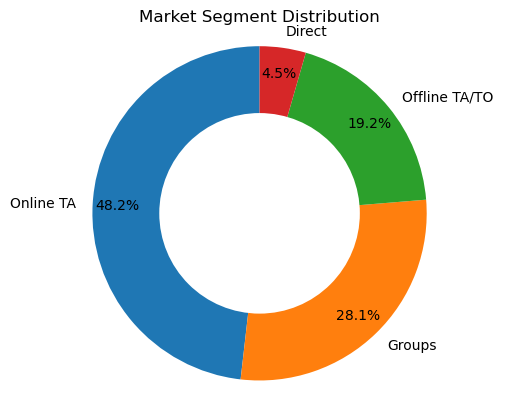 Market Segment Distribution
Direct
4.5%
Offline TA/TO
19.2%
Online TA
48.2%
28.1%
Groups